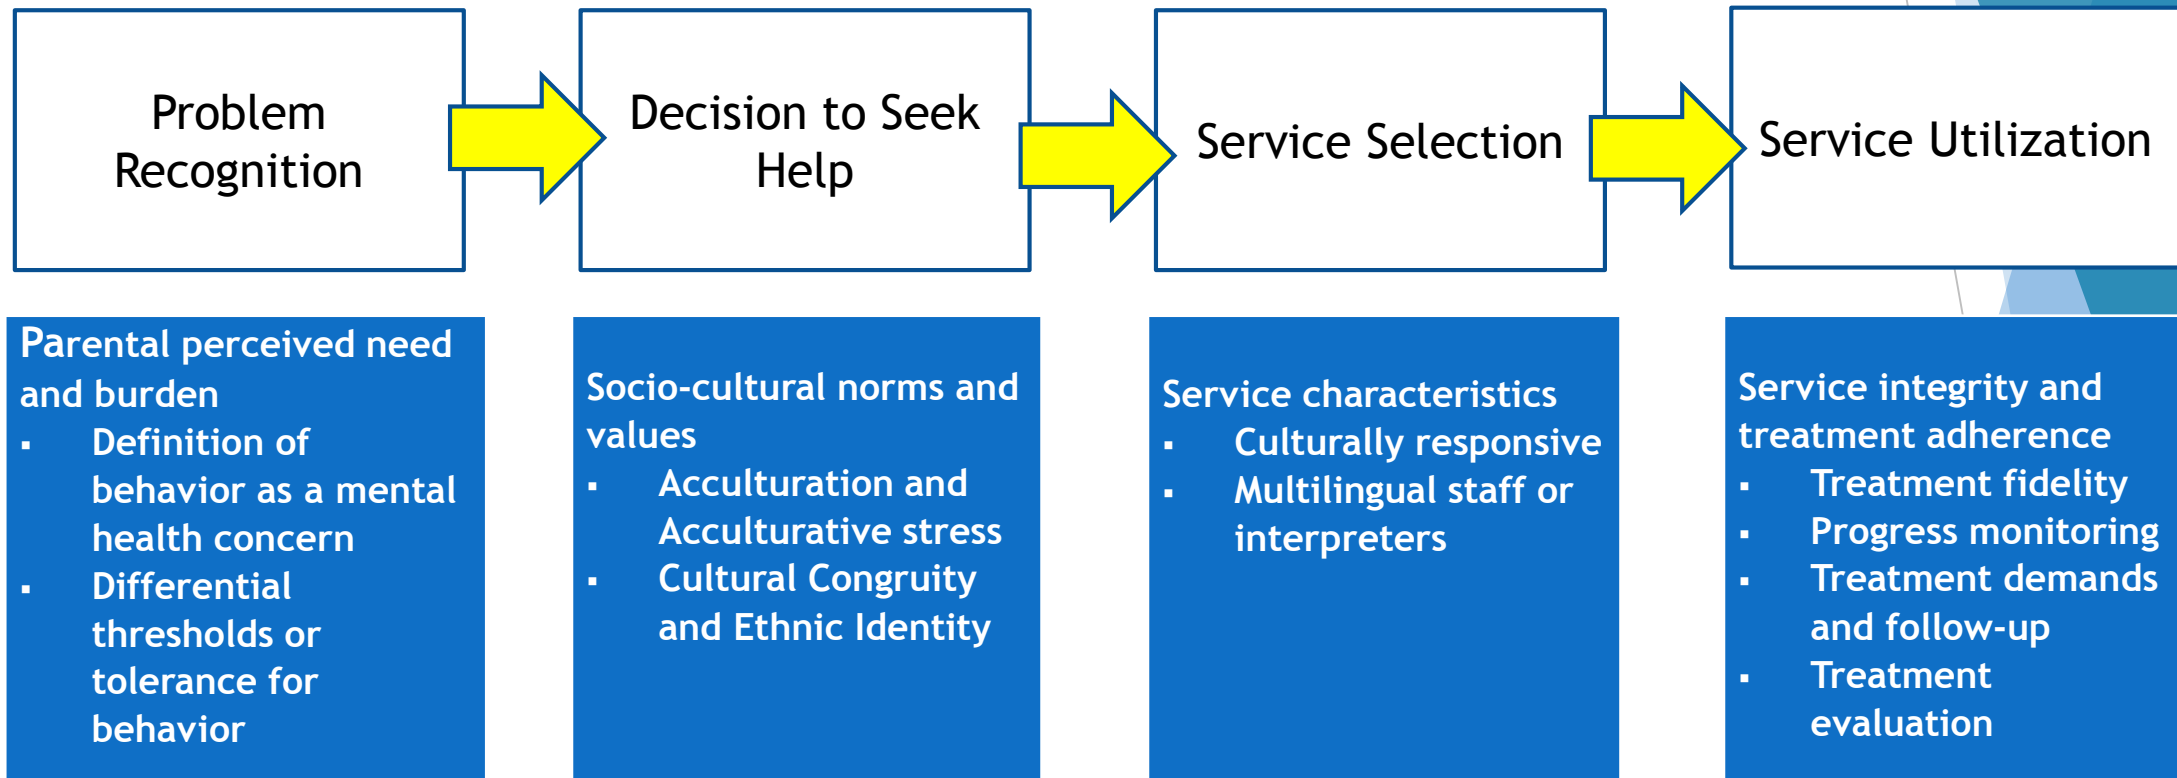 Problem
Recognition
Decision to Seek
Help
Service Selection
Service Utilization
Parental perceived need
and burden
▪ Definition of
behavior as a mental
health concern
▪ Differential
thresholds or
tolerance for
behavior
Socio-cultural norms and
values
▪ Acculturation and
Acculturative stress
▪ Cultural Congruity
and Ethnic Identity
Service characteristics
▪ Culturally responsive
▪ Multilingual staff or
interpreters
Service integrity and
treatment adherence
▪ Treatment fidelity
▪ Progress monitoring
▪ Treatment demands
and follow-up
▪ Treatment
evaluation